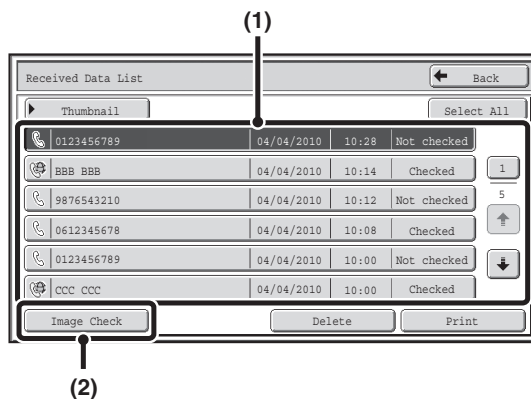 (1)
Received Data List Back
Thumbnail Select All
0123456789 04/04/2010 10:28 Not checked
BBB BBB 04/04/2010 10:14 Checked 1
9876543210 04/04/2010 10:12 Not checked 5
0612345678 04/04/2010 10:08 Checked
0123456789 04/04/2010 10:00 Not checked
CCC CCC 04/04/2010 10:00 Checked
Image Check Delete Print
(2)